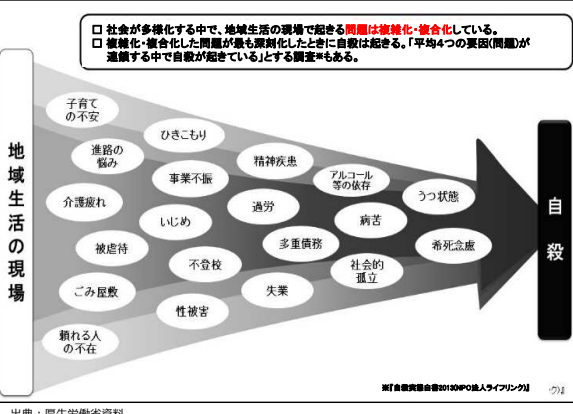 □ 社会が多様化する中で、地域生活の現場で起きる問題は複雑化・複合化している。
□ 複雑化・複合化した問題が最も深刻化したときに自殺は起きる。「平均4つの要因(問題)が
連鎖する中で自殺が起きている」とする調査※もある。
地域生活の現場
子育て
の不安
ひきこもり
進路の
悩み
精神疾患
事業不振
アルコール
等の依存
うつ状態
介護疲れ
過労
いじめ
病苦
被虐待
多重債務
希死念慮
不登校
社会的
孤立
ごみ屋敷
失業
性被害
頼れる人
の不在
自殺
※『自殺実態白書2013(NPO法人ライフリンク)』
ク)』
出典：厚生労働省資料